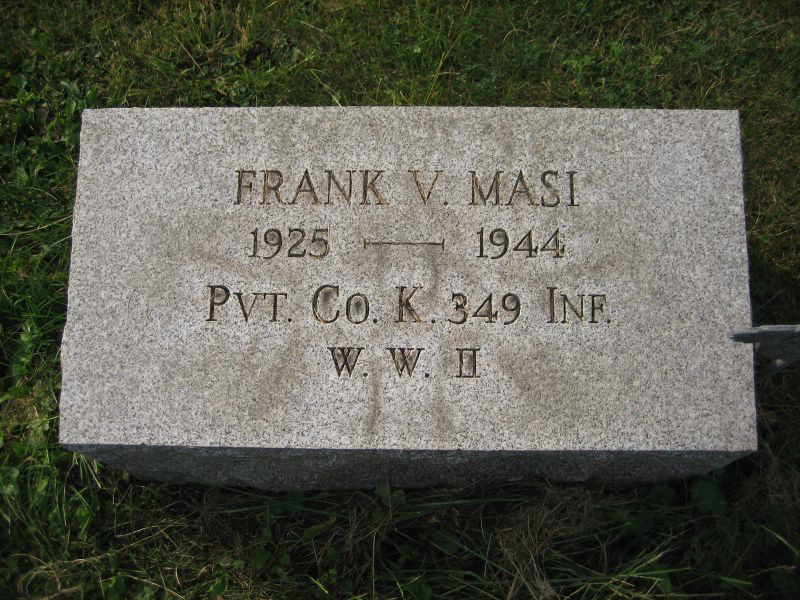 FRANK V. MASI
1925 — 1944
PVT. CO. K. 349 INF.
W. W. II